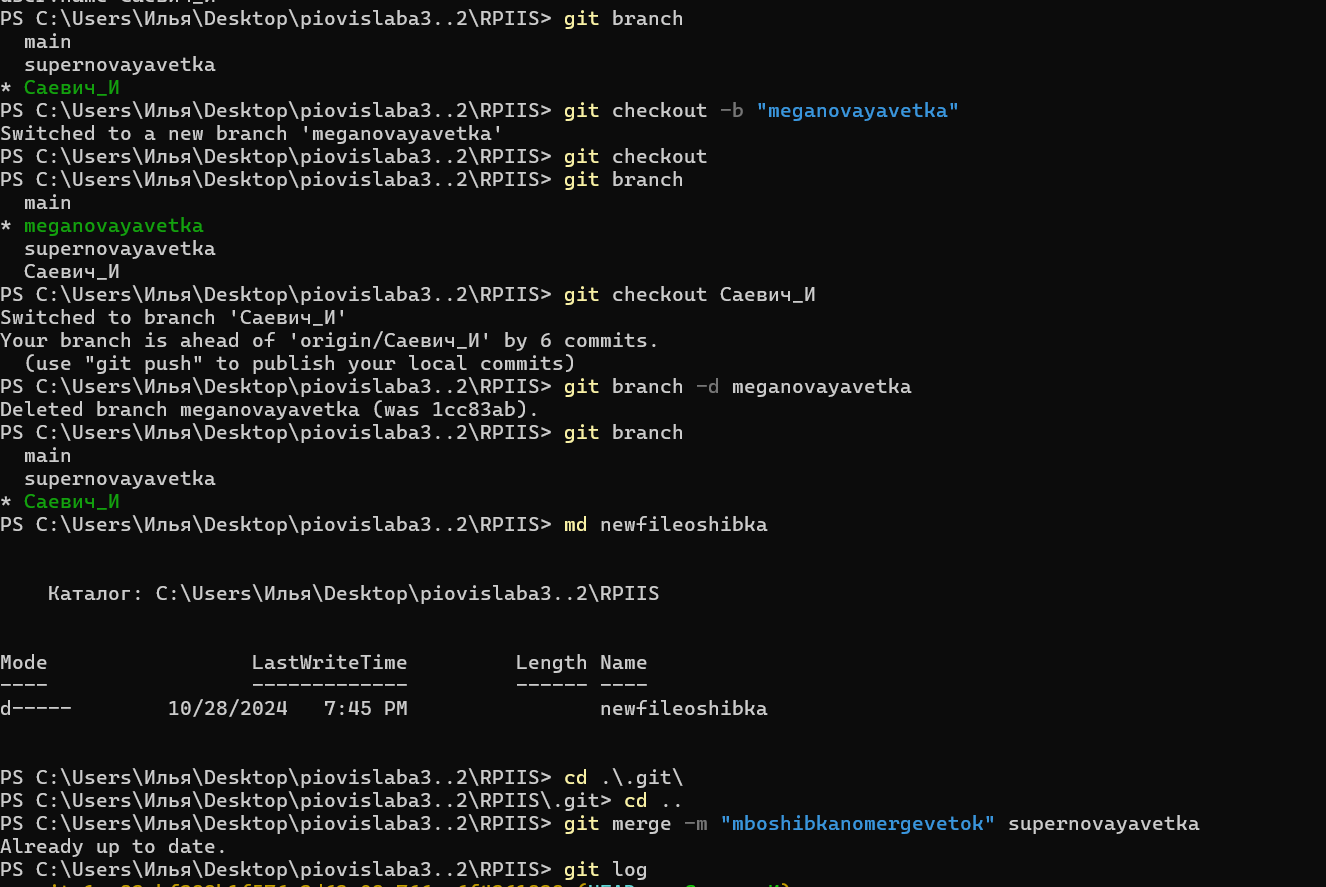 PS C:\Users\Илья\Desktop\piovislaba3..2\RPIIS> git branch
  main
  supernovayavetka
* Саевич_И
PS C:\Users\Илья\Desktop\piovislaba3..2\RPIIS> git checkout -b "meganovayavetka"
Switched to a new branch 'meganovayavetka'
PS C:\Users\Илья\Desktop\piovislaba3..2\RPIIS> git checkout
PS C:\Users\Илья\Desktop\piovislaba3..2\RPIIS> git branch
  main
* meganovayavetka
  supernovayavetka
  Саевич_И
PS C:\Users\Илья\Desktop\piovislaba3..2\RPIIS> git checkout Саевич_И
Switched to branch 'Саевич_И'
Your branch is ahead of 'origin/Саевич_И' by 6 commits.
  (use "git push" to publish your local commits)
PS C:\Users\Илья\Desktop\piovislaba3..2\RPIIS> git branch -d meganovayavetka
Deleted branch meganovayavetka (was 1cc83ab).
PS C:\Users\Илья\Desktop\piovislaba3..2\RPIIS> git branch
  main
  supernovayavetka
* Саевич_И
PS C:\Users\Илья\Desktop\piovislaba3..2\RPIIS> md newfileoshibka
    Каталог: C:\Users\Илья\Desktop\piovislaba3..2\RPIIS
Mode                 LastWriteTime         Length Name
----                 -------------         ------ ----
d-----        10/28/2024   7:45 PM                newfileoshibka
PS C:\Users\Илья\Desktop\piovislaba3..2\RPIIS> cd .\.git\
PS C:\Users\Илья\Desktop\piovislaba3..2\RPIIS\.git> cd ..
PS C:\Users\Илья\Desktop\piovislaba3..2\RPIIS> git merge -m "mboshibkanomergevetok" supernovayavetka
Already up to date.
PS C:\Users\Илья\Desktop\piovislaba3..2\RPIIS> git log